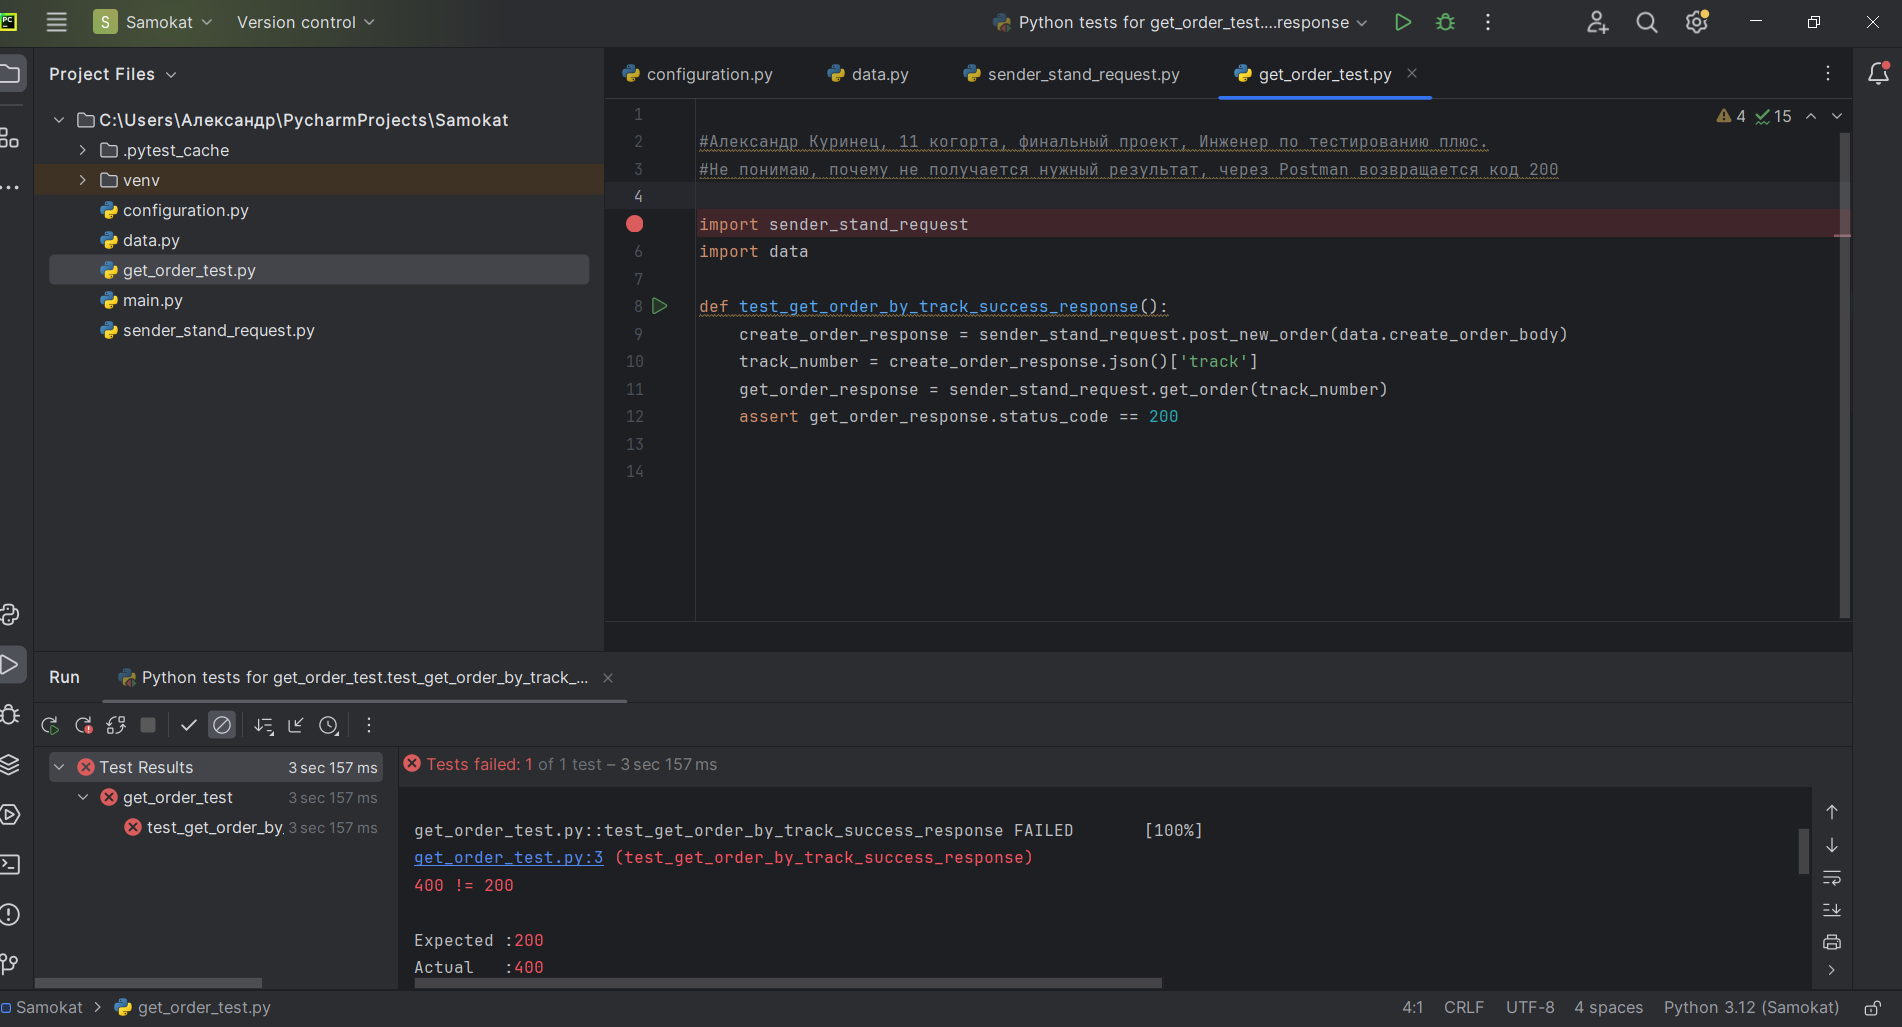 PC
S Samokat
Version control
Python tests for get_order_test....response
Project Files
C:\Users\Александр\PycharmProjects\Samokat
.pytest_cache
venv
configuration.py
data.py
get_order_test.py
main.py
sender_stand_request.py
configuration.py
data.py
sender_stand_request.py
get_order_test.py
4
15
1
2 #Александр Куринец, 11 когорта, финальный проект, Инженер по тестированию плюс.
3 #Не понимаю, почему не получается нужный результат, через Postman возвращается код 200
4
import sender_stand_request
6 import data
7
8 def test_get_order_by_track_success_response():
9 create_order_response = sender_stand_request.post_new_order(data.create_order_body)
10 track_number = create_order_response.json()['track']
11 get_order_response = sender_stand_request.get_order(track_number)
12 assert get_order_response.status_code == 200
13
14
Run
Python tests for get_order_test.test_get_order_by_track_...
Test Results 3 sec 157 ms
get_order_test 3 sec 157 ms
test_get_order_by_ 3 sec 157 ms
Tests failed: 1 of 1 test – 3 sec 157 ms
get_order_test.py::test_get_order_by_track_success_response FAILED [100%]
get_order_test.py:3 (test_get_order_by_track_success_response)
400 != 200
Expected :200
Actual :400
Samokat > get_order_test.py
4:1 CRLF UTF-8 4 spaces Python 3.12 (Samokat)